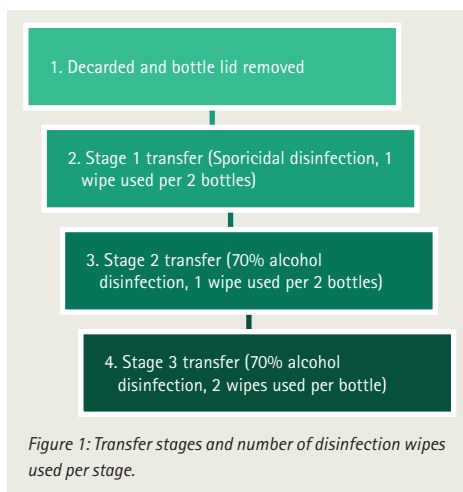 1. Decarded and bottle lid removed
2. Stage 1 transfer (Sporicidal disinfection, 1
wipe used per 2 bottles)
3. Stage 2 transfer (70% alcohol
disinfection, 1 wipe used per 2 bottles)
4. Stage 3 transfer (70% alcohol
disinfection, 2 wipes used per bottle)
Figure 1: Transfer stages and number of disinfection wipes
used per stage.